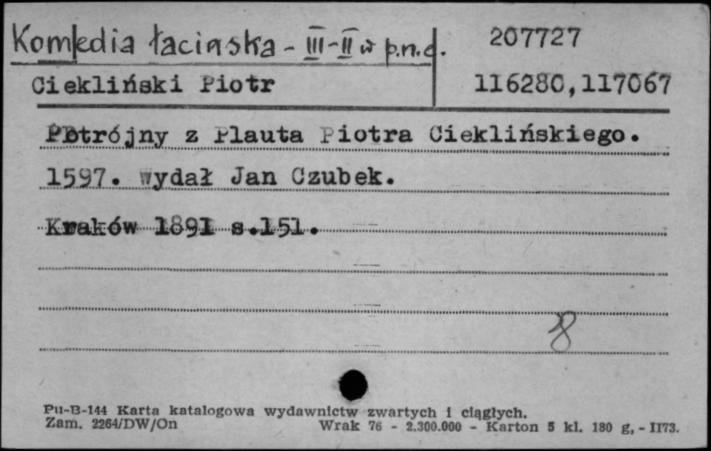 Komedia łacińska - III-II w p.n.e. 207727
Ciekliński Piotr 116280,117067
Potrójny z Plauta Piotra Cieklińskiego.
1597. wydał Jan Czubek.
Kraków 1891 s.151.
8
Pu-B-144 Karta katalogowa wydawnictw zwartych i ciągłych.
Zam. 2264/DW/On Wrak 76 - 2.300.000 - Karton 5 kl. 180 g, - II73.